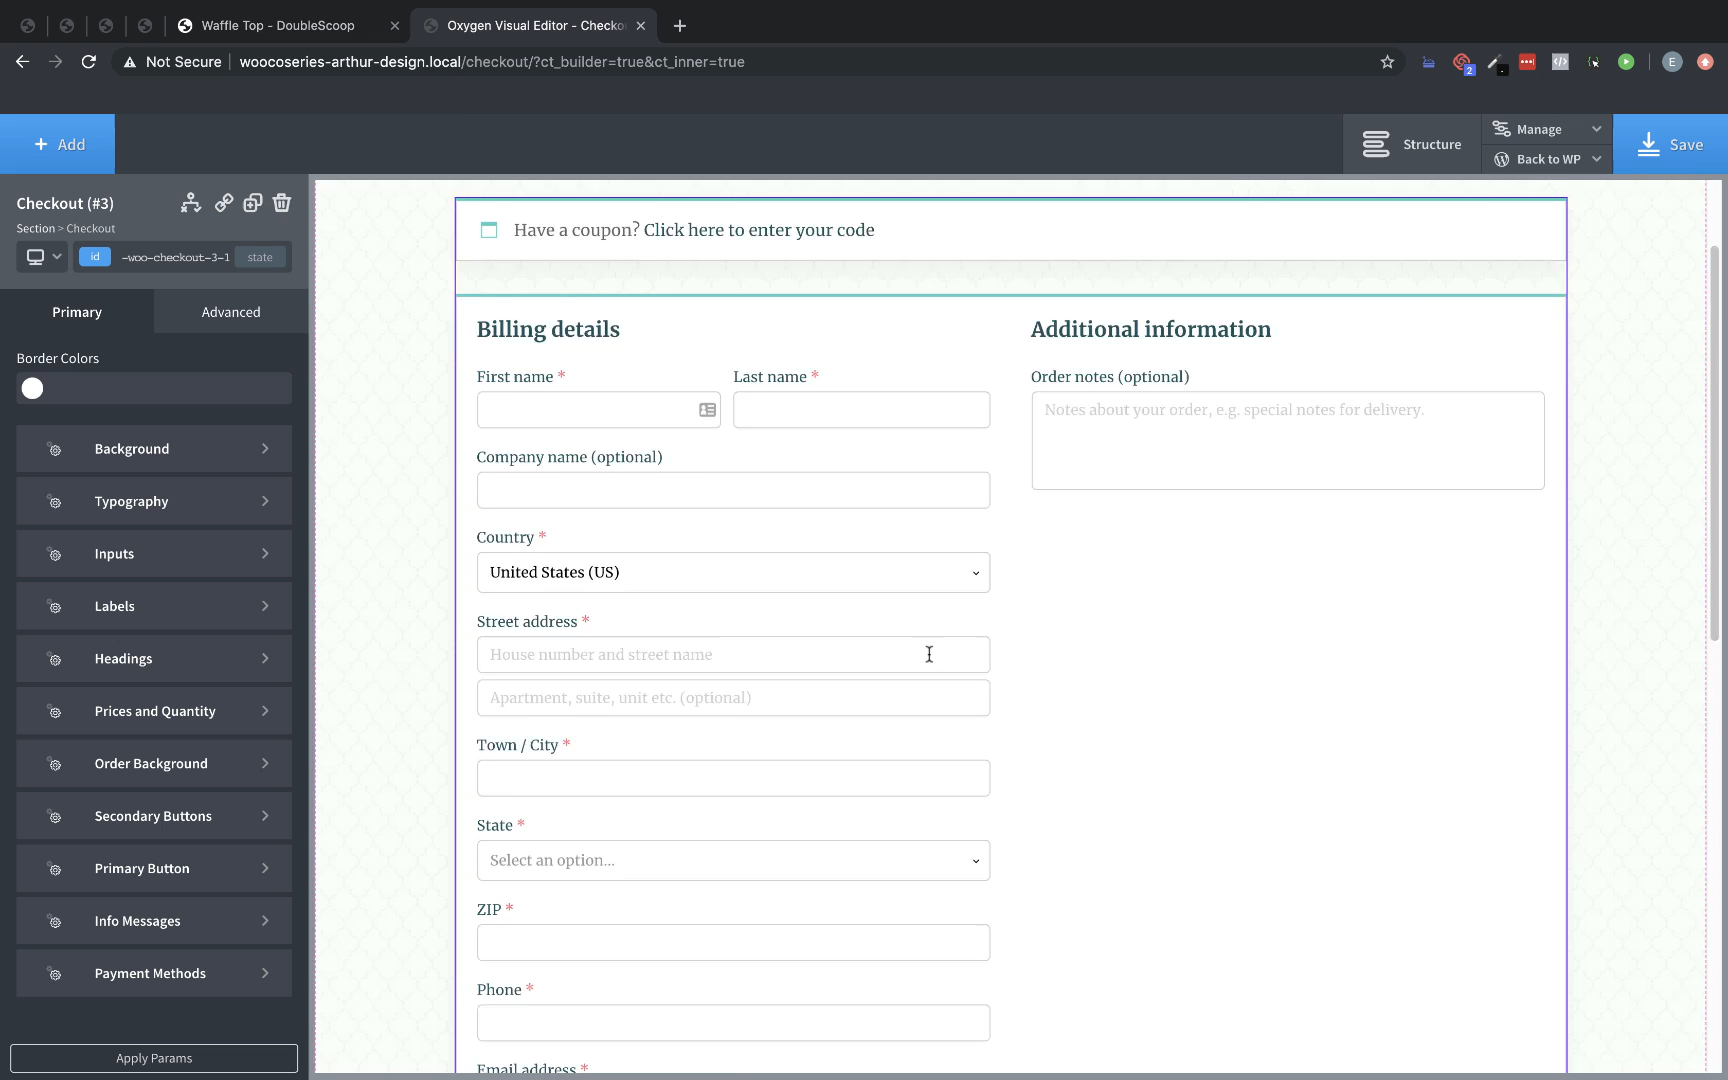 Waffle Top - DoubleScoop
Oxygen Visual Editor - Checko
Not Secure
woocoseries-arthur-design.local/checkout/?ct_builder=true&ct_inner=true
2
E
+ Add
Structure
Manage
Back to WP
Save
Checkout (#3)
Section > Checkout
id
-woo-checkout-3-1
state
Primary
Advanced
Border Colors
Background
Typography
Inputs
Labels
Headings
Prices and Quantity
Order Background
Secondary Buttons
Primary Button
Info Messages
Payment Methods
Apply Params
Have a coupon? Click here to enter your code
Billing details
First name *
Last name *
Company name (optional)
Country *
United States (US)
Street address *
House number and street name
Apartment, suite, unit etc. (optional)
Town / City *
State *
Select an option...
ZIP *
Phone *
Email address *
Additional information
Order notes (optional)
Notes about your order, e.g. special notes for delivery.